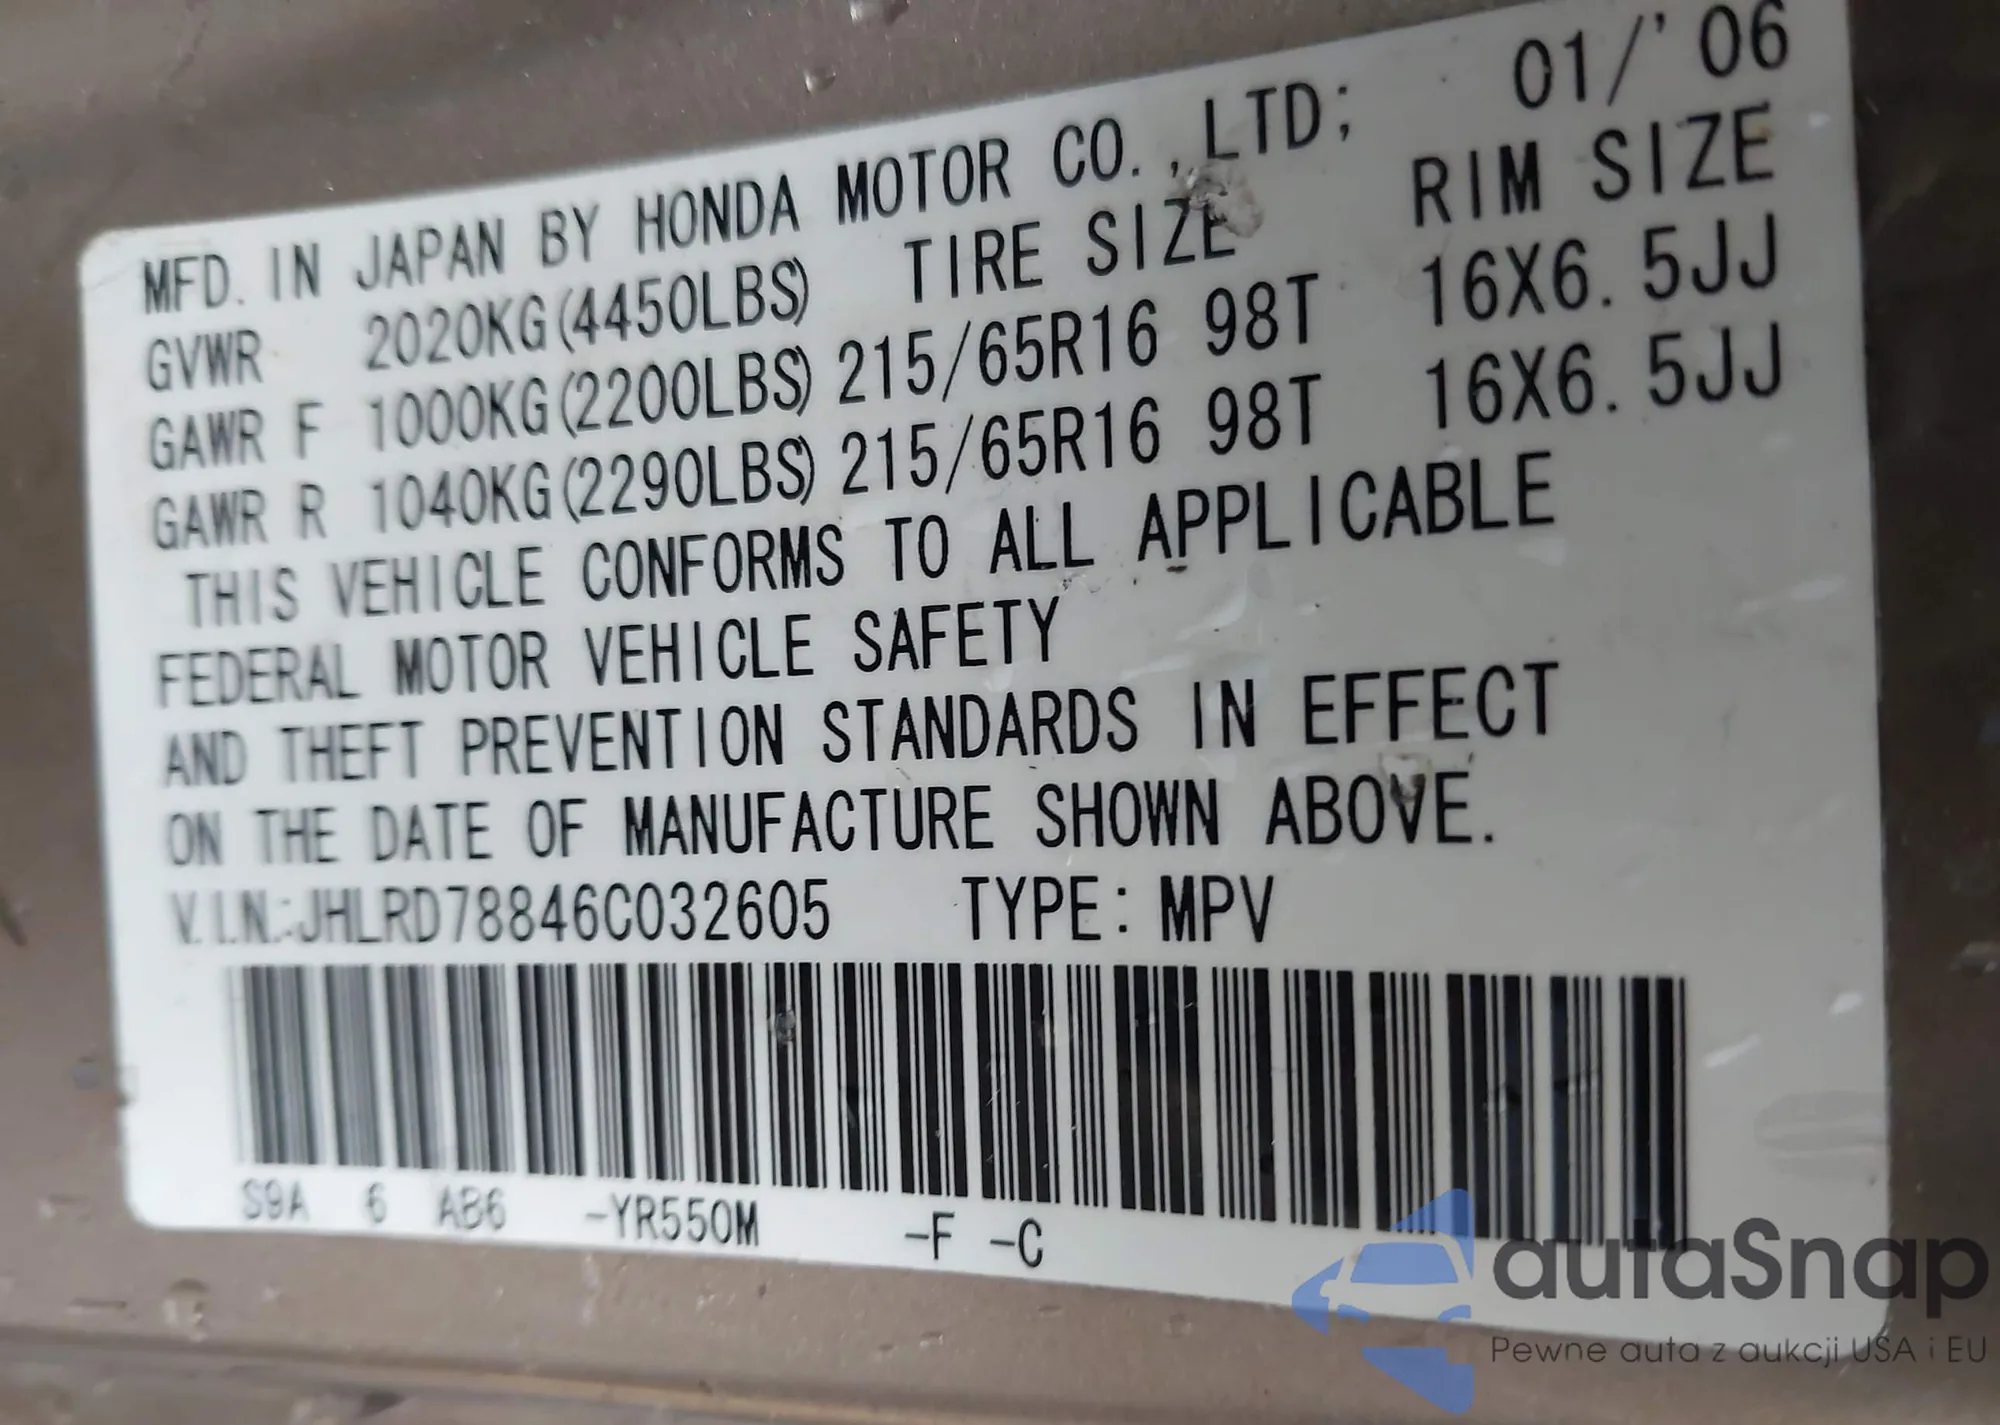 MFD. IN JAPAN BY HONDA MOTOR CO.,LTD; 01/'06
GVWR 2020KG(4450LBS) TIRE SIZE RIM SIZE
GAWR F 1000KG(2200LBS) 215/65R16 98T 16X6.5JJ
GAWR R 1040KG(2290LBS) 215/65R16 98T 16X6.5JJ
THIS VEHICLE CONFORMS TO ALL APPLICABLE
FEDERAL MOTOR VEHICLE SAFETY
AND THEFT PREVENTION STANDARDS IN EFFECT
ON THE DATE OF MANUFACTURE SHOWN ABOVE.
V.I.N.:JHLRD78846C032605 TYPE: MPV
S9A 6 AB6 -YR550M -F -C
autaSnap
Pewne auta z aukcji USA i EU